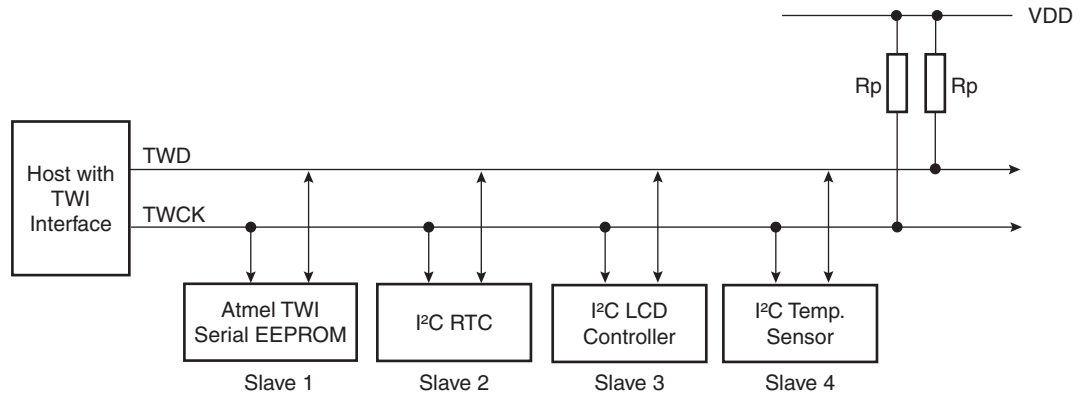 VDD
Rp
Rp
Host with
TWI
Interface
TWD
TWCK
Atmel TWI
Serial EEPROM
Slave 1
I²C RTC
Slave 2
I²C LCD
Controller
Slave 3
I²C Temp.
Sensor
Slave 4